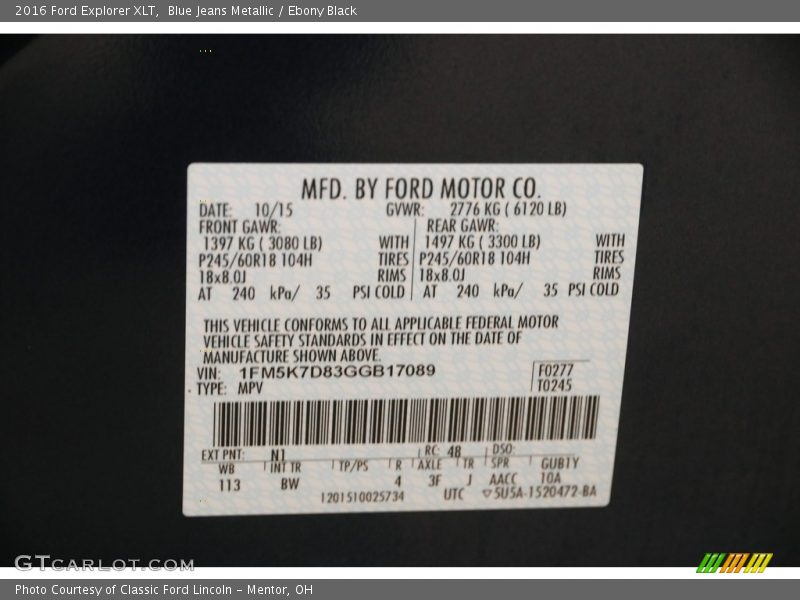 2016 Ford Explorer XLT, Blue Jeans Metallic / Ebony Black
MFD. BY FORD MOTOR CO.
DATE: 10/15 GVWR: 2776 KG ( 6120 LB)
FRONT GAWR: REAR GAWR:
1397 KG ( 3080 LB) WITH 1497 KG ( 3300 LB) WITH
P245/60R18 104H TIRES P245/60R18 104H TIRES
18x8.0J RIMS 18x8.0J RIMS
AT 240 kPa/ 35 PSI COLD AT 240 kPa/ 35 PSI COLD
THIS VEHICLE CONFORMS TO ALL APPLICABLE FEDERAL MOTOR
VEHICLE SAFETY STANDARDS IN EFFECT ON THE DATE OF
MANUFACTURE SHOWN ABOVE.
VIN: 1FM5K7D83GGB17089 F0277
TYPE: MPV T0245
EXT PNT: N1 RC: 48 DSO:
WB INT TR TP/PS R AXLE TR SPR GUB1Y
113 BW 4 3F J AACC 10A
1201510025734 UTC ▽5U5A-1520472-BA
GTCARLOT.COM
Photo Courtesy of Classic Ford Lincoln - Mentor, OH